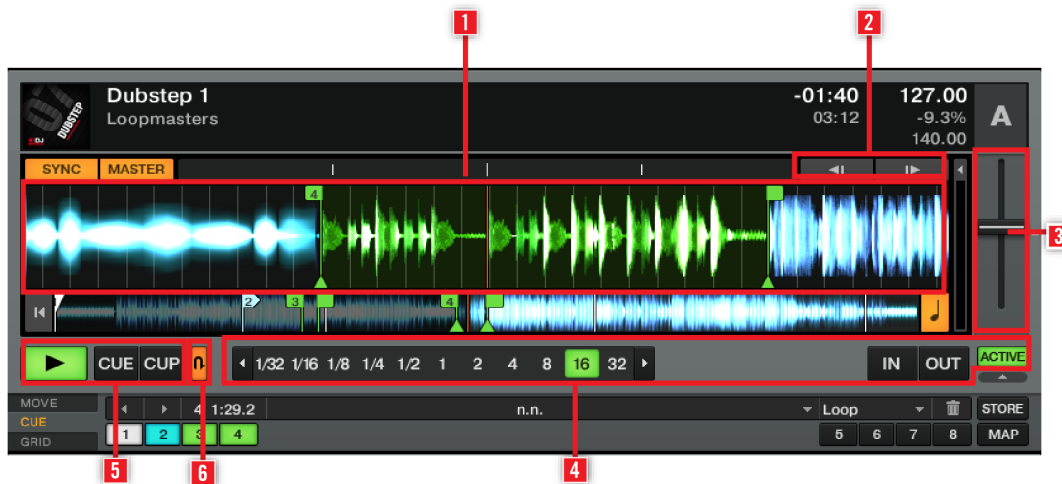 1
2
07
DUBSTEP
DJ
Dubstep 1
Loopmasters
-01:40
03:12
127.00
-9.3%
140.00
A
SYNC MASTER
4
3
2 3 4
CUE CUP 1/32 1/16 1/8 1/4 1/2 1 2 4 8 16 32 IN OUT ACTIVE
MOVE
CUE
GRID
4 1:29.2 n.n. Loop STORE
1 2 3 4 5 6 7 8 MAP
5 6 4